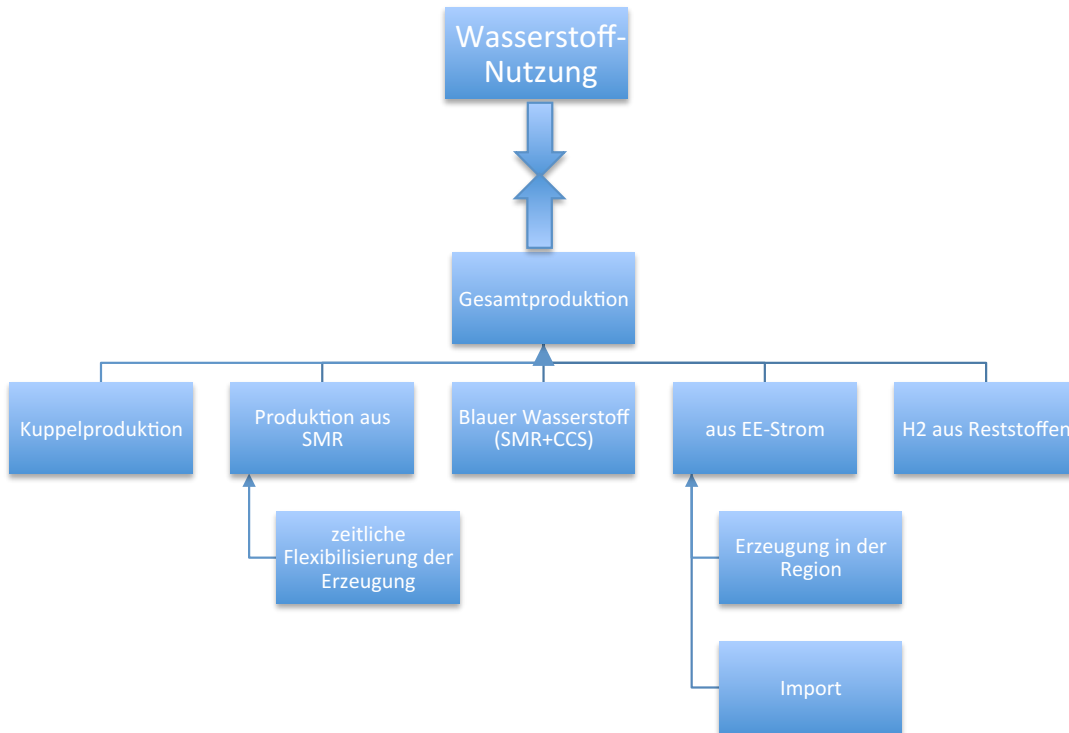 Wasserstoff-
Nutzung
Gesamtproduktion
Kuppelproduktion
Produktion aus
SMR
Blauer Wasserstoff
(SMR+CCS)
aus EE-Strom
H2 aus Reststoffen
zeitliche
Flexibilisierung der
Erzeugung
Erzeugung in der
Region
Import